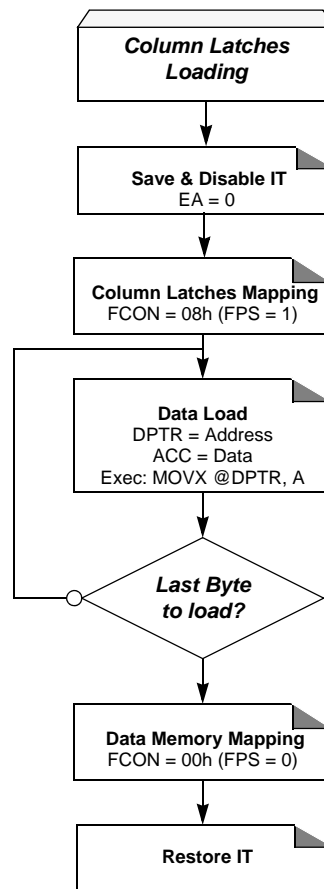 Column Latches
Loading
Save & Disable IT
EA = 0
Column Latches Mapping
FCON = 08h (FPS = 1)
Data Load
DPTR = Address
ACC = Data
Exec: MOVX @DPTR, A
Last Byte
to load?
Data Memory Mapping
FCON = 00h (FPS = 0)
Restore IT